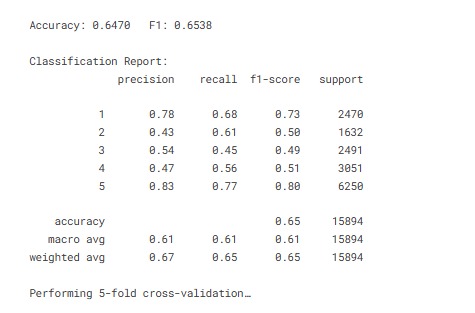 Accuracy: 0.6470   F1: 0.6538
Classification Report:
              precision    recall  f1-score   support
           1       0.78      0.68      0.73      2470
           2       0.43      0.61      0.50      1632
           3       0.54      0.45      0.49      2491
           4       0.47      0.56      0.51      3051
           5       0.83      0.77      0.80      6250
    accuracy                           0.65     15894
   macro avg       0.61      0.61      0.61     15894
weighted avg       0.67      0.65      0.65     15894
Performing 5-fold cross-validation…